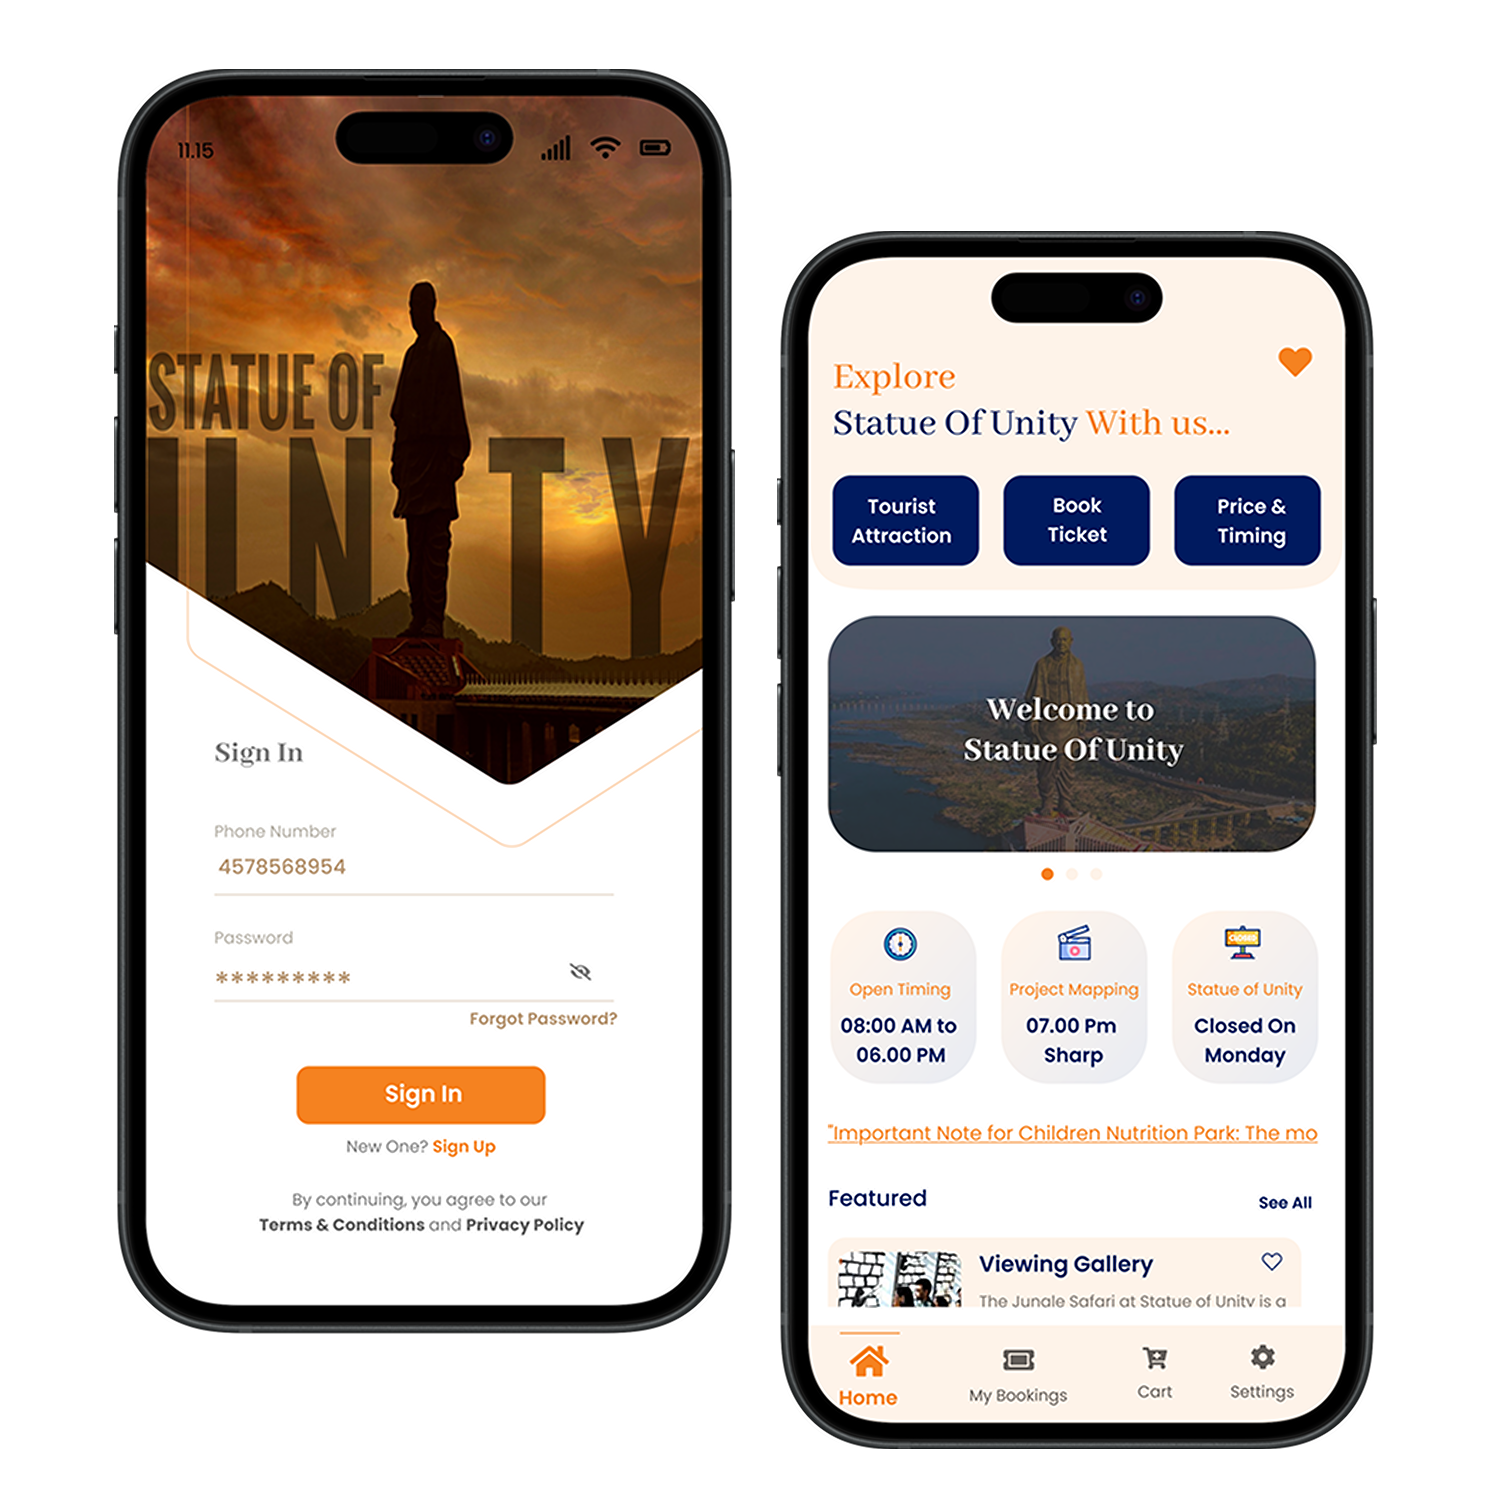 11.15
STATUE OF
UNITY
Sign In
Phone Number
4578568954
Password
*********
Forgot Password?
Sign In
New One? Sign Up
By continuing, you agree to our
Terms & Conditions and Privacy Policy
Explore
Statue Of Unity With us...
Tourist
Attraction
Book
Ticket
Price &
Timing
Welcome to
Statue Of Unity
Open Timing
08:00 AM to
06.00 PM
Project Mapping
07.00 Pm
Sharp
CLOSED
Statue of Unity
Closed On
Monday
"Important Note for Children Nutrition Park: The mo
Featured
See All
Viewing Gallery
The Jungle Safari at Statue of Unity is a
Home
My Bookings
Cart
Settings